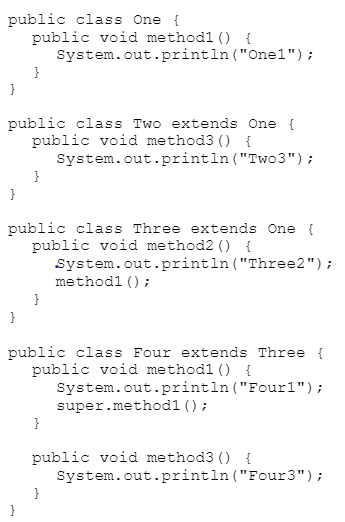 public class One {
public void method1() {
System.out.println("One1");
}
}
public class Two extends One {
public void method3() {
System.out.println("Two3");
}
}
public class Three extends One {
public void method2() {
System.out.println("Three2");
method1();
}
}
public class Four extends Three {
public void method1() {
System.out.println("Four1");
super.method1();
}
public void method3() {
System.out.println("Four3");
}
}